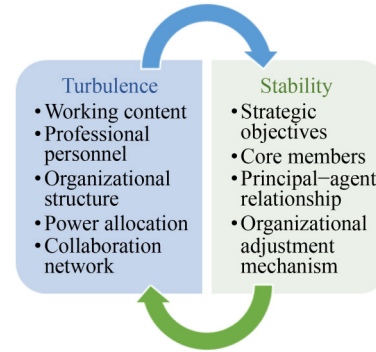 Turbulence
•Working content
•Professional
personnel
•Organizational
structure
•Power allocation
•Collaboration
network
Stability
•Strategic
objectives
•Core members
•Principal–agent
relationship
•Organizational
adjustment
mechanism